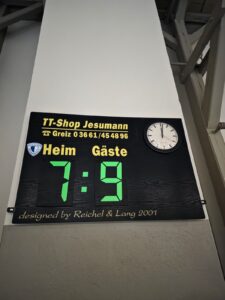 TT-Shop Jesumann
☎ Greiz 0 36 61/45 48 96
Heim Gäste
7:9
designed by Reichel & Lang 2001